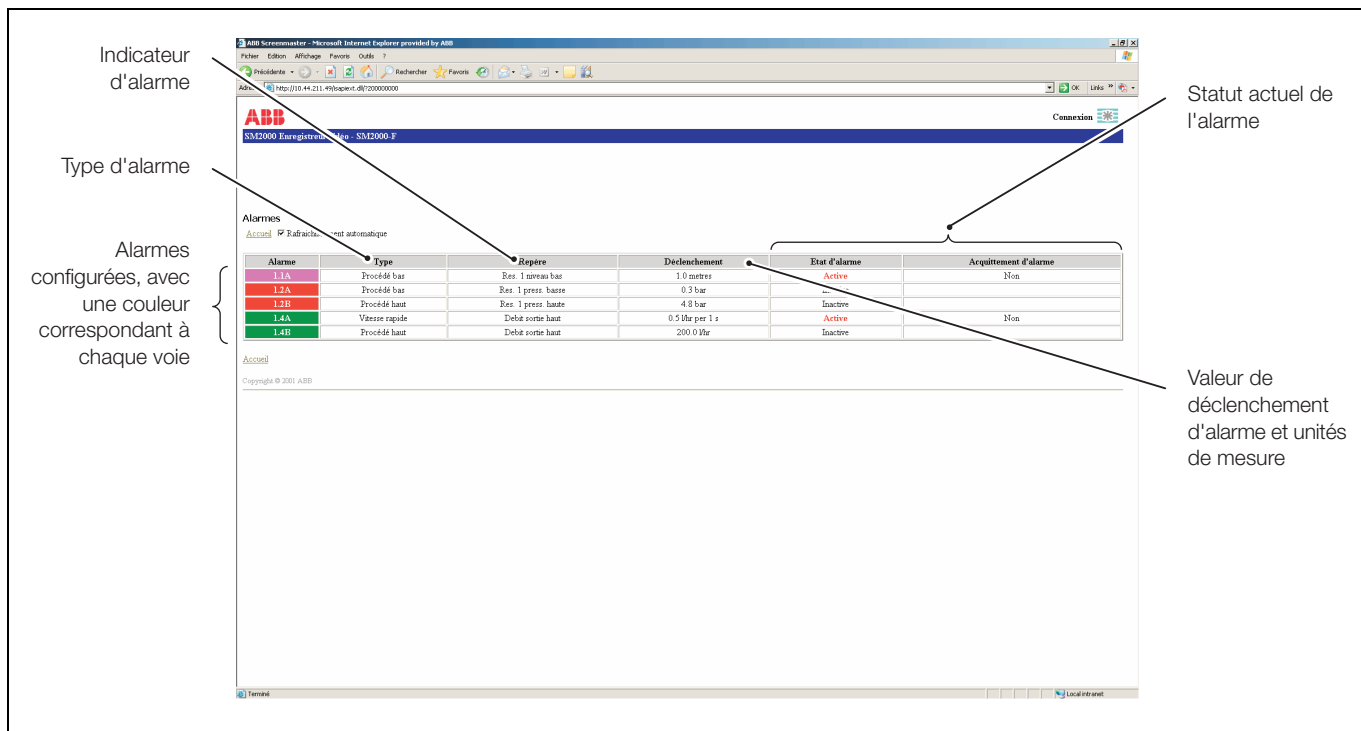 Indicateur
d'alarme
Type d'alarme
Alarmes
configurées, avec
une couleur
correspondant à
chaque voie
ABB Screenmaster - Microsoft Internet Explorer provided by ABB
Fichier Edition Affichage Favoris Outils ?
Précédente Rechercher Favoris
http://10.44.211.49/isapiext.dll?200000000 OK Links »
ABB Connexion
SM2000 - SM2000-F
Alarmes
Accueil automatique
Alarme Type Repère Déclenchement Etat d'alarme Acquittement d'alarme
1.1A Procédé bas Res. 1 niveau bas 1.0 metres Active Non
1.2A Procédé bas Res. 1 press. basse 0.3 bar
1.2B Procédé haut Res. 1 press. haute 4.8 bar Inactive
1.4A Vitesse rapide Debit sortie haut 0.5 l/hr per 1 s Active Non
1.4B Procédé haut Debit sortie haut 200.0 l/hr Inactive
Accueil
Copyright © 2001 ABB
Terminé Local intranet
Statut actuel de
l'alarme
Valeur de
déclenchement
d'alarme et unités
de mesure